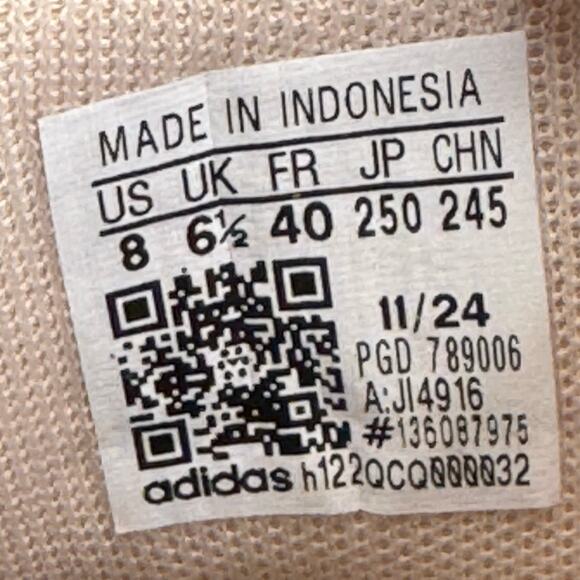 MADE IN INDONESIA
US UK FR JP CHN
8 6½ 40 250 245
11/24
PGD 789006
A:JI4916
#136087975
adidas h122QCQ000032